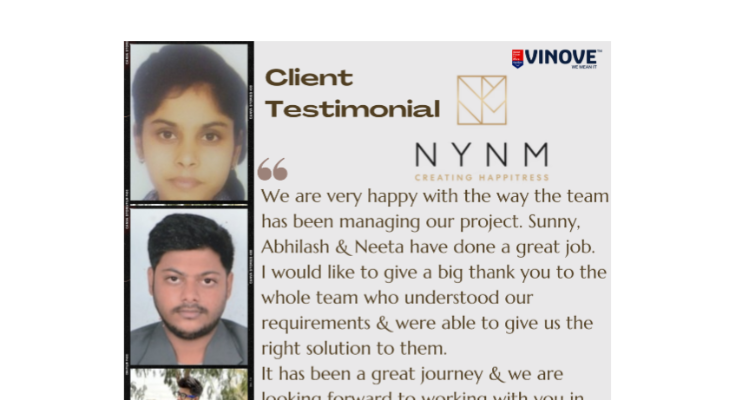 VINOVE
WE MEAN IT
Client
Testimonial
NYNM
CREATING HAPPITRESS
We are very happy with the way the team
has been managing our project. Sunny,
Abhilash & Neeta have done a great job.
I would like to give a big thank you to the
whole team who understood our
requirements & were able to give us the
right solution to them.
It has been a great journey & we are
looking forward to working with you in